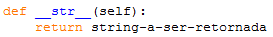 def __str__(self):
    return string-a-ser-retornada